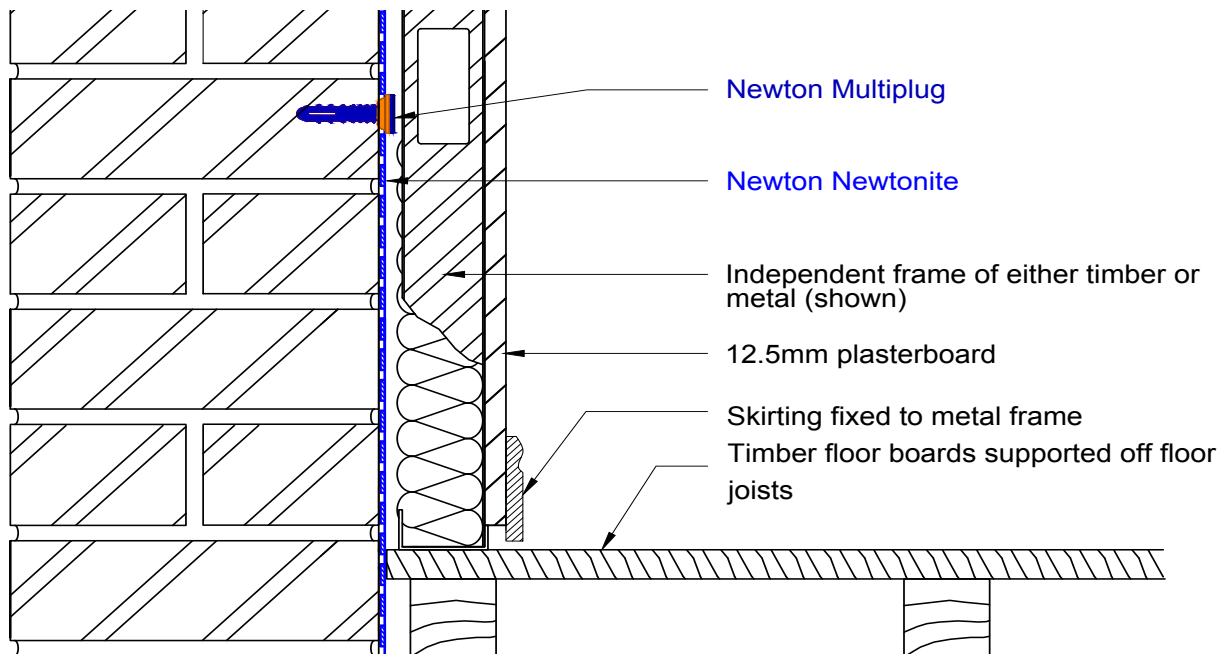 Newton Multiplug
Newton Newtonite
Independent frame of either timber or
metal (shown)
12.5mm plasterboard
Skirting fixed to metal frame
Timber floor boards supported off floor
joists